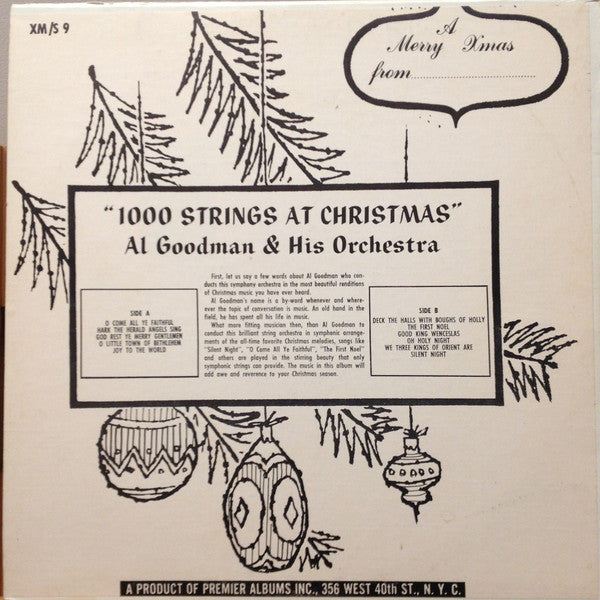 XM/S 9
A
Merry Xmas
from..............................
"1000 STRINGS AT CHRISTMAS"
Al Goodman & His Orchestra
SIDE A
O COME ALL YE FAITHFUL
HARK THE HERALD ANGELS SING
GOD REST YE MERRY GENTLEMEN
O LITTLE TOWN OF BETHLEHEM
JOY TO THE WORLD
First, let us say a few words about Al Goodman who con-
ducts this symphony orchestra in the most beautiful renditions
of Christmas music you have ever heard.
Al Goodman's name is a by-word whenever and where-
ever the topic of conversation is music. An old hand in the
field, he has spent all his life in music.
What more fitting musician then, than Al Goodman to
conduct this brilliant string orchestra in symphonic arrange-
ments of the all-time favorite Christmas melodies, songs like
"Silent Night", "O Come All Ye Faithful", "The First Noel"
and others are played in the stirring beauty that only
symphonic strings can provide. The music in this album will
add awe and reverence to your Christmas season.
SIDE B
DECK THE HALLS WITH BOUGHS OF HOLLY
THE FIRST NOEL
GOOD KING WENCESLAS
OH HOLY NIGHT
WE THREE KINGS OF ORIENT ARE
SILENT NIGHT
A PRODUCT OF PREMIER ALBUMS INC., 356 WEST 40th ST., N. Y. C.